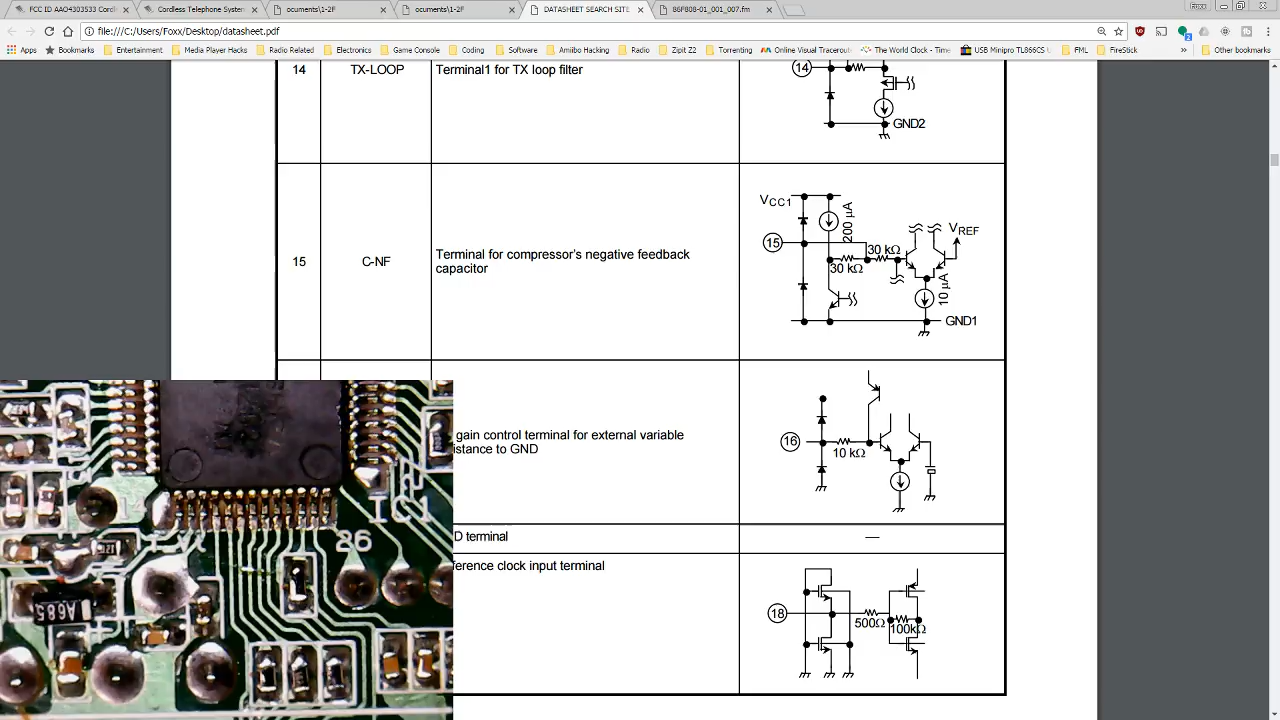 FCC ID AAO4303533 Cordl
Cordless Telephone System
ocuments\1-2F
ocuments\1-2F
DATASHEET SEARCH SITE
86F808-01_001_007.fm
Foxx
file:///C:/Users/Foxx/Desktop/datasheet.pdf
Apps
Bookmarks
Entertainment
Media Player Hacks
Radio Related
Electronics
Game Console
Coding
Software
Amiibo Hacking
Radio
Zipit Z2
Torrenting
Online Visual Traceroute
The World Clock - Time
USB Minipro TL866CS U
FML
FireStick
»
Other bookmarks
14
TX-LOOP
Terminal1 for TX loop filter
14
GND2
15
C-NF
Terminal for compressor's negative feedback
capacitor
VCC1
200 μA
15
30 kΩ
VREF
30 kΩ
10 μA
GND1
gain control terminal for external variable
istance to GND
16
10 kΩ
D terminal
—
ference clock input terminal
18
500Ω
100kΩ
14
IC1
26
A685